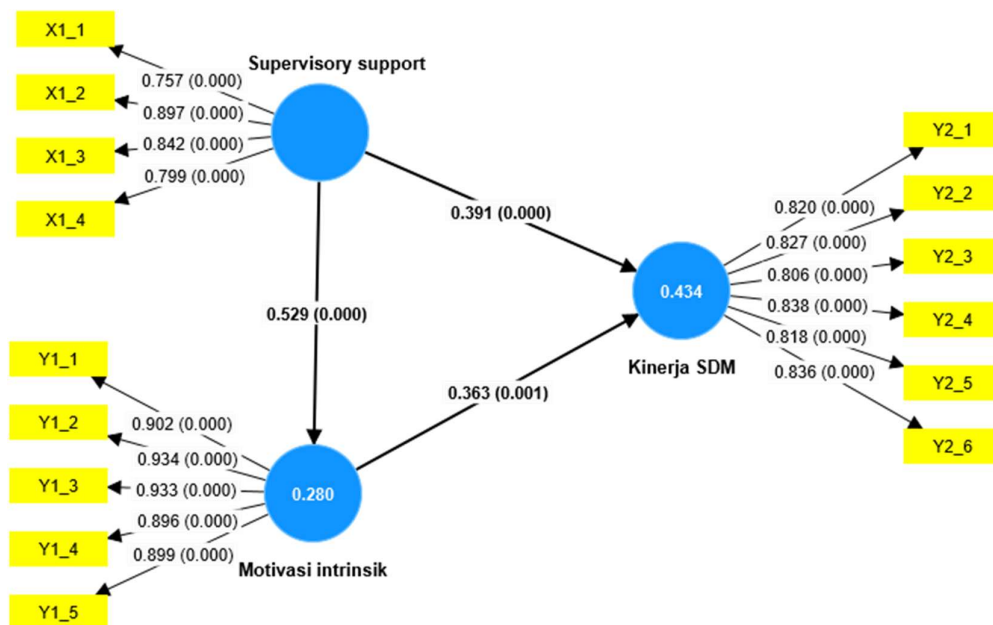 X1_1
X1_2
X1_3
X1_4
0.757 (0.000)
0.897 (0.000)
0.842 (0.000)
0.799 (0.000)
Supervisory support
0.391 (0.000)
0.529 (0.000)
0.363 (0.001)
Y1_1
Y1_2
Y1_3
Y1_4
Y1_5
0.902 (0.000)
0.934 (0.000)
0.933 (0.000)
0.896 (0.000)
0.899 (0.000)
0.280
Motivasi intrinsik
0.434
Kinerja SDM
0.820 (0.000)
0.827 (0.000)
0.806 (0.000)
0.838 (0.000)
0.818 (0.000)
0.836 (0.000)
Y2_1
Y2_2
Y2_3
Y2_4
Y2_5
Y2_6